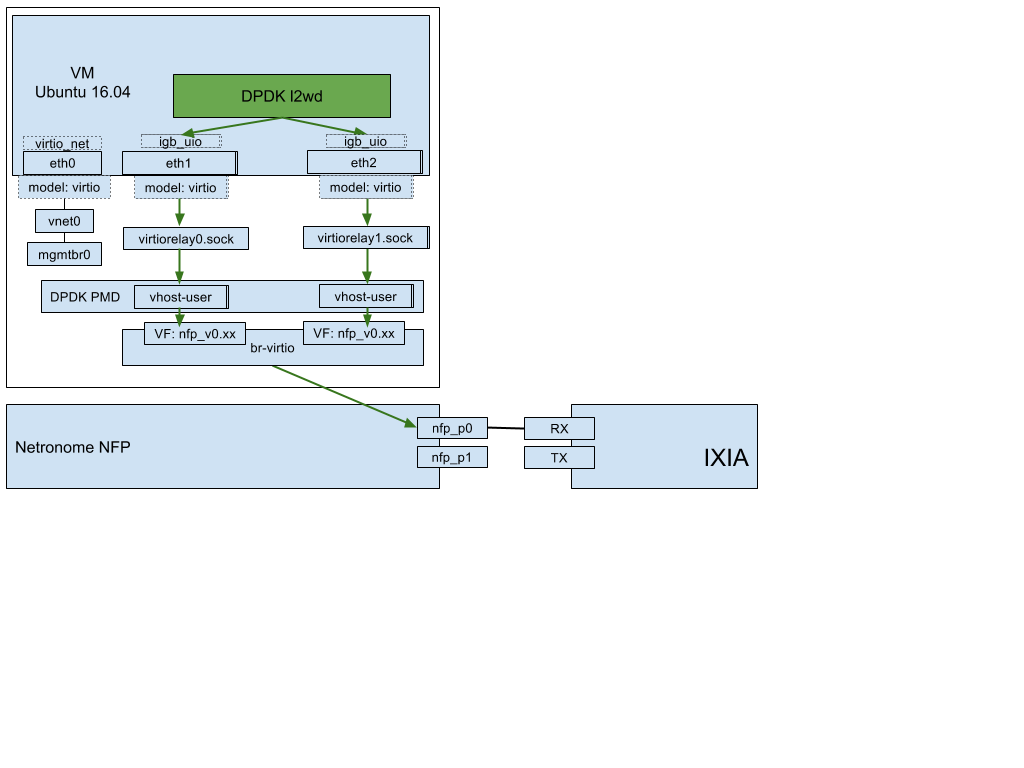 VM
Ubuntu 16.04
DPDK l2wd
virtio_net
igb_uio
igb_uio
eth0
eth1
eth2
model: virtio
model: virtio
model: virtio
vnet0
virtiorelay0.sock
virtiorelay1.sock
mgmtbr0
DPDK PMD
vhost-user
vhost-user
VF: nfp_v0.xx
VF: nfp_v0.xx
br-virtio
Netronome NFP
nfp_p0
RX
nfp_p1
TX
IXIA